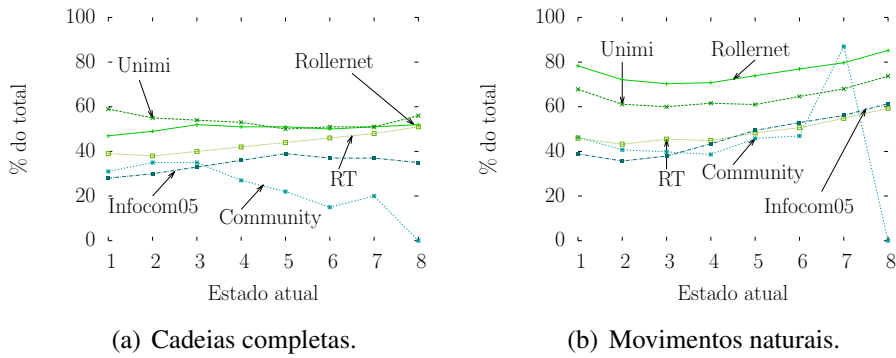 100
80
60
40
20
0
% do total
Unimi
Rollernet
RT
Infocom05
Community
1 2 3 4 5 6 7 8
Estado atual
(a) Cadeias completas.
100
80
60
40
20
0
% do total
Unimi
Rollernet
RT
Community
Infocom05
1 2 3 4 5 6 7 8
Estado atual
(b) Movimentos naturais.